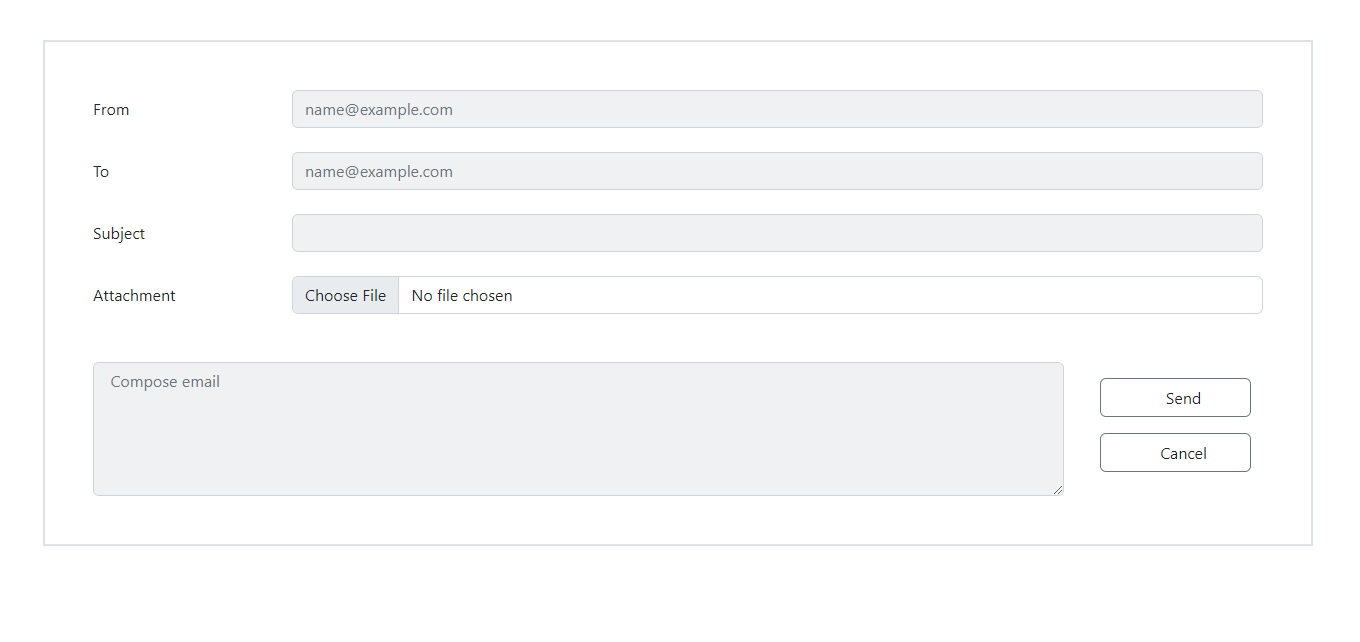 From
name@example.com
To
name@example.com
Subject
Attachment
Choose File
No file chosen
Compose email
Send
Cancel